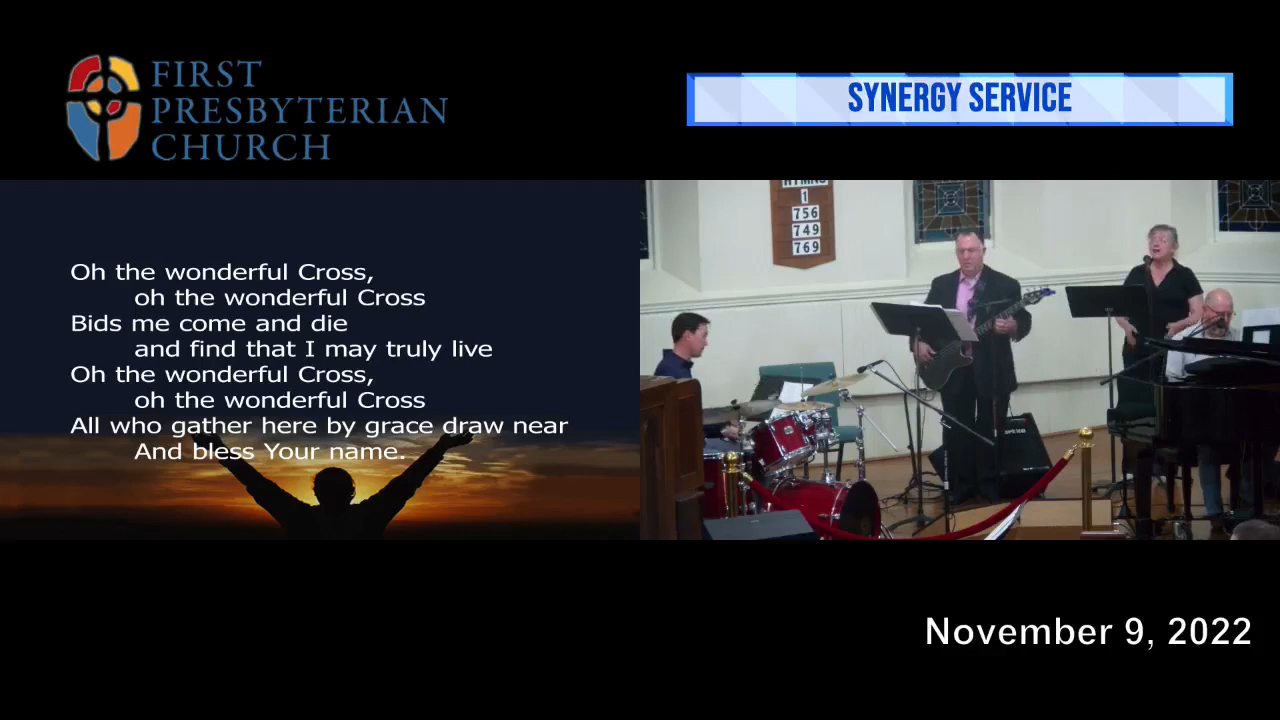 FIRST
PRESBYTERIAN
CHURCH
SYNERGY SERVICE
Oh the wonderful Cross,
oh the wonderful Cross
Bids me come and die
and find that I may truly live
Oh the wonderful Cross,
oh the wonderful Cross
All who gather here by grace draw near
And bless Your name.
HYMNS
1
756
749
769
November 9, 2022